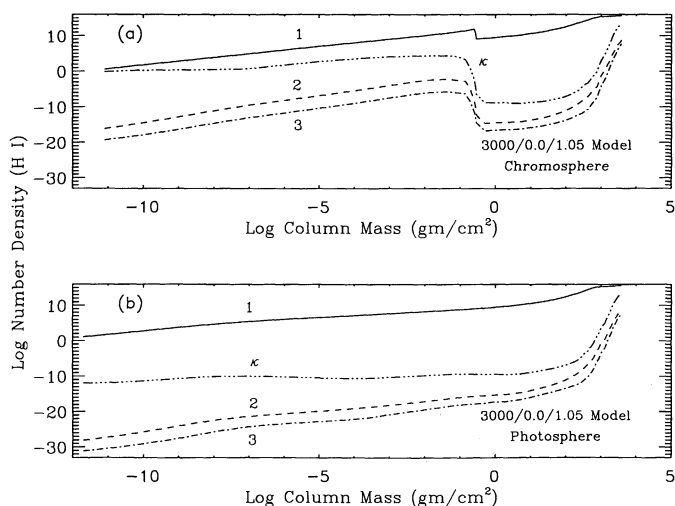 Log Number Density (H I)
10
0
−10
−20
−30
(a)
1
κ
2
3
3000/0.0/1.05 Model
Chromosphere
−10
−5
0
5
Log Column Mass (gm/cm²)
10
0
−10
−20
−30
(b)
1
κ
2
3
3000/0.0/1.05 Model
Photosphere
−10
−5
0
5
Log Column Mass (gm/cm²)